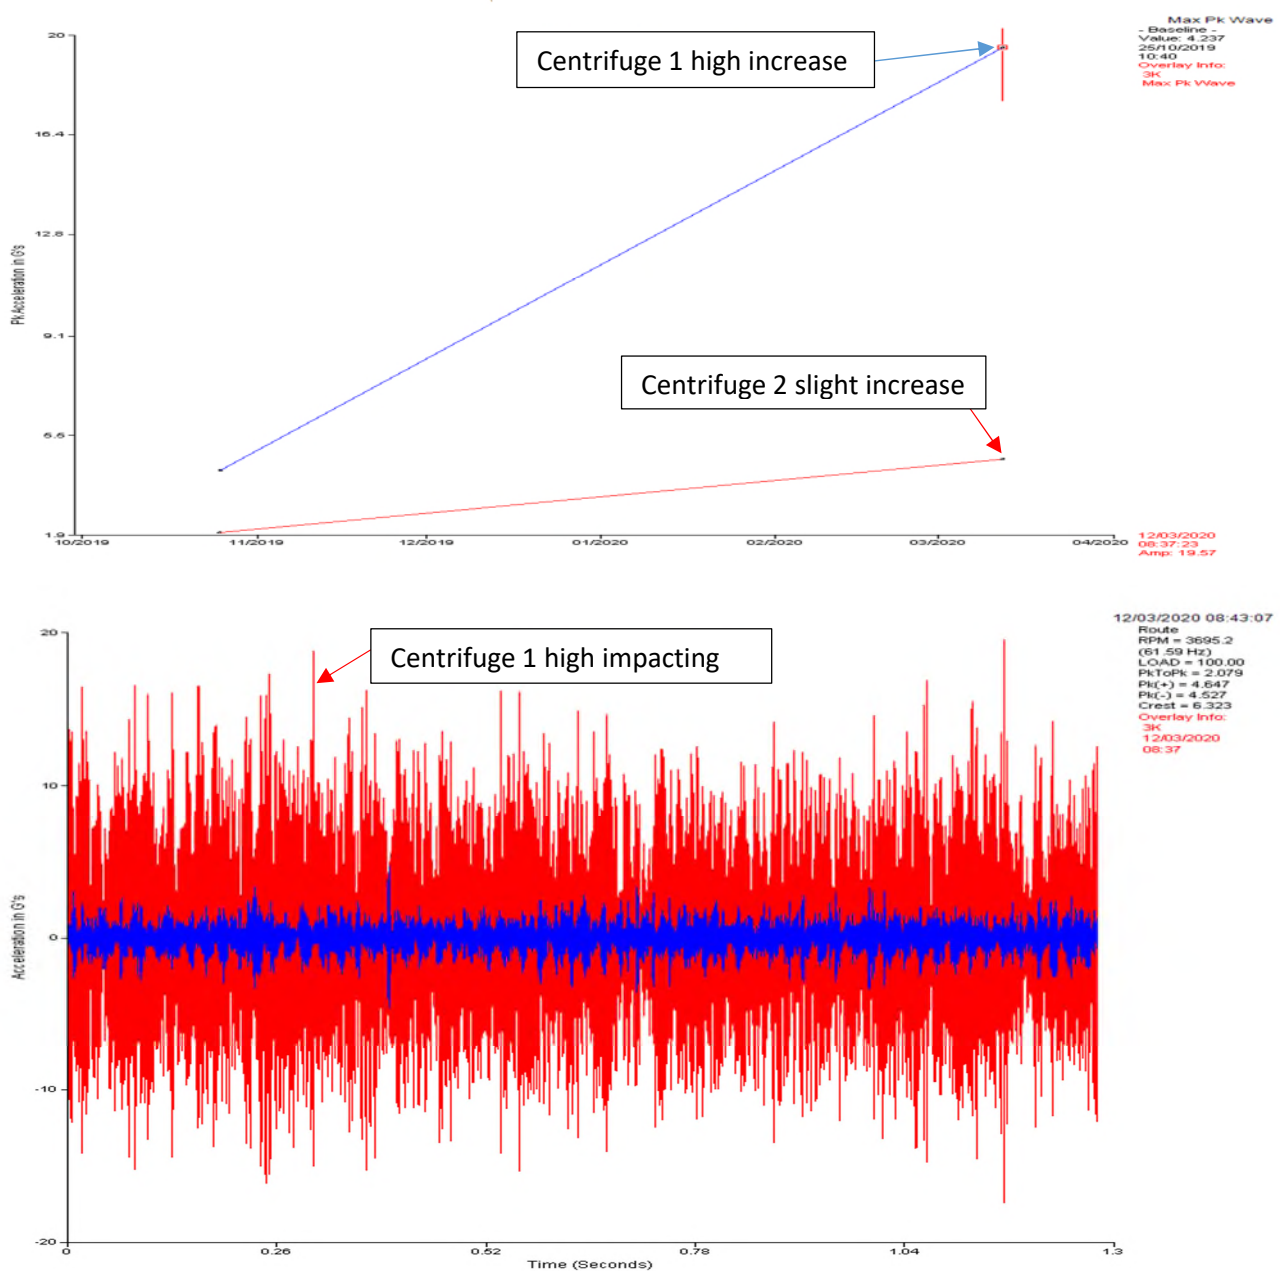 Max Pk Wave
- Baseline -
Value: 4.237
25/10/2019
10:40
Overlay Info:
3K
Max Pk Wave
Centrifuge 1 high increase
Centrifuge 2 slight increase
Pk Acceleration in G's
20
16.4
12.8
9.1
5.5
1.9
10/2019 11/2019 12/2019 01/2020 02/2020 03/2020 04/2020
12/03/2020
08:37:23
Amp: 19.57
12/03/2020 08:43:07
Route
RPM = 3695.2
(61.59 Hz)
LOAD = 100.00
PkToPk = 2.079
Pk(+) = 4.647
Pk(-) = 4.527
Crest = 6.323
Overlay Info:
3K
12/03/2020
08:37
Centrifuge 1 high impacting
Acceleration in G's
20
10
0
-10
-20
0 0.26 0.52 0.78 1.04 1.3
Time (Seconds)